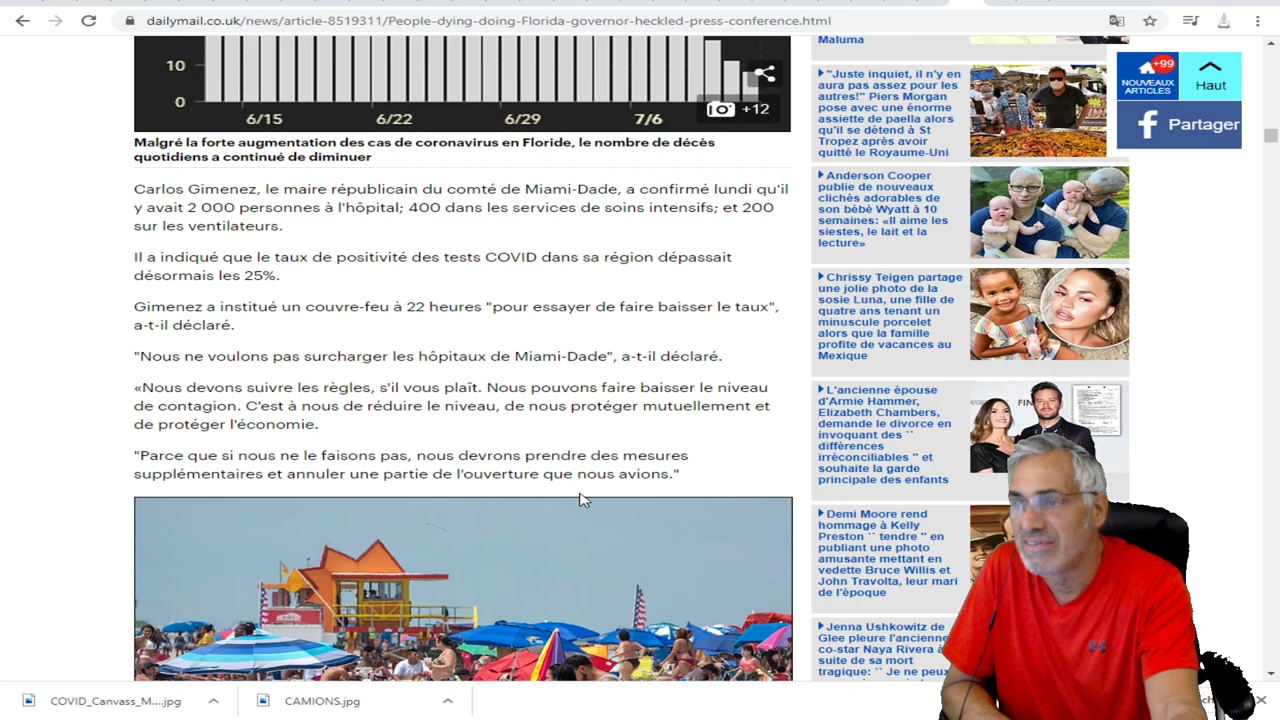 dailymail.co.uk/news/article-8519311/People-dying-doing-Florida-governor-heckled-press-conference.html
10
0
6/15
6/22
6/29
7/6
+12
Malgré la forte augmentation des cas de coronavirus en Floride, le nombre de décès
quotidiens a continué de diminuer
Carlos Gimenez, le maire républicain du comté de Miami-Dade, a confirmé lundi qu'il
y avait 2 000 personnes à l'hôpital; 400 dans les services de soins intensifs; et 200
sur les ventilateurs.
Il a indiqué que le taux de positivité des tests COVID dans sa région dépassait
désormais les 25%.
Gimenez a institué un couvre-feu à 22 heures "pour essayer de faire baisser le taux",
a-t-il déclaré.
"Nous ne voulons pas surcharger les hôpitaux de Miami-Dade", a-t-il déclaré.
«Nous devons suivre les règles, s'il vous plaît. Nous pouvons faire baisser le niveau
de contagion. C'est à nous de réduire le niveau, de nous protéger mutuellement et
de protéger l'économie.
"Parce que si nous ne le faisons pas, nous devrons prendre des mesures
supplémentaires et annuler une partie de l'ouverture que nous avions."
Maluma
"Juste inquiet, il n'y en
aura pas assez pour les
autres!" Piers Morgan
pose avec une énorme
assiette de paella alors
qu'il se détend à St
Tropez après avoir
quitté le Royaume-Uni
Anderson Cooper
publie de nouveaux
clichés adorables de
son bébé Wyatt à 10
semaines: «Il aime les
siestes, le lait et la
lecture»
Chrissy Teigen partage
une jolie photo de la
sosie Luna, une fille de
quatre ans tenant un
minuscule porcelet
alors que la famille
profite de vacances au
Mexique
L'ancienne épouse
d'Armie Hammer,
Elizabeth Chambers,
demande le divorce en
invoquant des ``
différences
irréconciliables '' et
souhaite la garde
principale des enfants
FIN
Demi Moore rend
hommage à Kelly
Preston `` tendre '' en
publiant une photo
amusante mettant en
vedette Bruce Willis et
John Travolta, leur mari
de l'époque
Jenna Ushkowitz de
Glee pleure l'ancienne
co-star Naya Rivera à
suite de sa mort
tragique: `` Je ne peux
+99
NOUVEAUX
ARTICLES
Haut
Partager
COVID_Canvass_M....jpg
CAMIONS.jpg